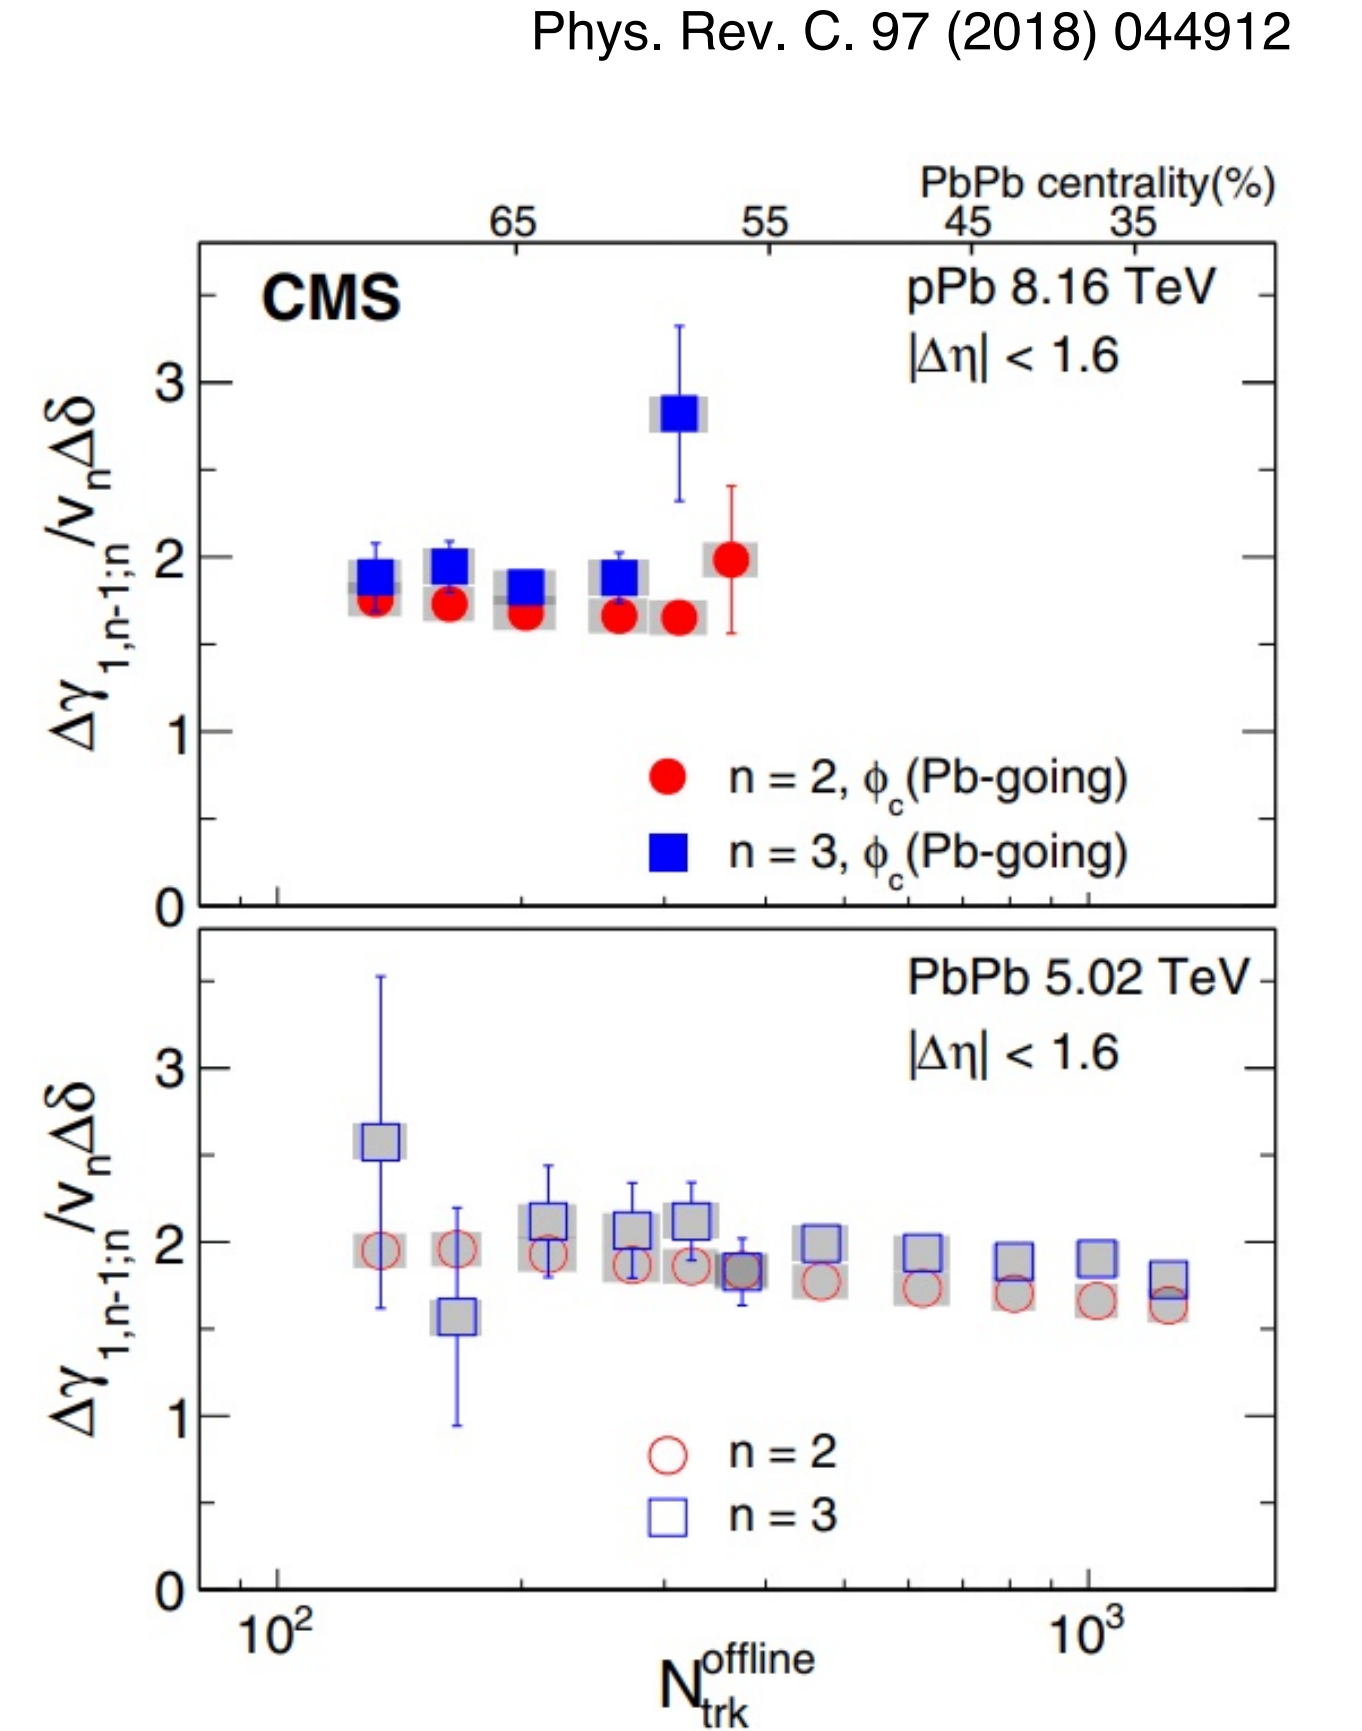 Phys. Rev. C. 97 (2018) 044912
PbPb centrality(%)
65 55 45 35
CMS
pPb 8.16 TeV
|Δη| < 1.6
Δγ1,n-1;n/vnΔδ
3
2
1
0
n = 2, ϕc(Pb-going)
n = 3, ϕc(Pb-going)
PbPb 5.02 TeV
|Δη| < 1.6
Δγ1,n-1;n/vnΔδ
3
2
1
0
n = 2
n = 3
10² 10³
Ntrkoffline